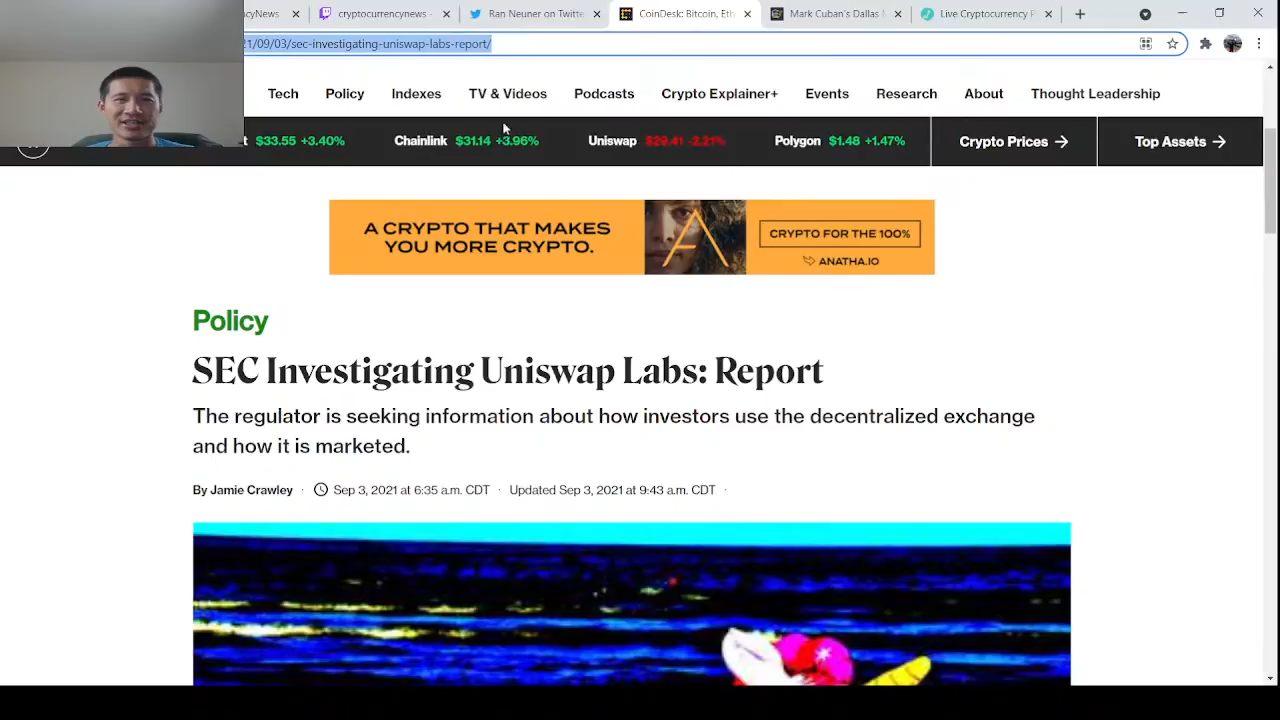 acyNews
cryptocurrencynews -
Ran Neuner on Twitte
CoinDesk: Bitcoin, Eth
Mark Cuban's Dallas M
Live Cryptocurrency P
21/09/03/sec-investigating-uniswap-labs-report/
Tech Policy Indexes TV & Videos Podcasts Crypto Explainer+ Events Research About Thought Leadership
t $33.55 +3.40% Chainlink $31.14 +3.96% Uniswap $29.41 -2.21% Polygon $1.48 +1.47% Crypto Prices → Top Assets →
A CRYPTO THAT MAKES
YOU MORE CRYPTO.
CRYPTO FOR THE 100%
ANATHA.IO
Policy
SEC Investigating Uniswap Labs: Report
The regulator is seeking information about how investors use the decentralized exchange
and how it is marketed.
By Jamie Crawley · Sep 3, 2021 at 6:35 a.m. CDT · Updated Sep 3, 2021 at 9:43 a.m. CDT ·